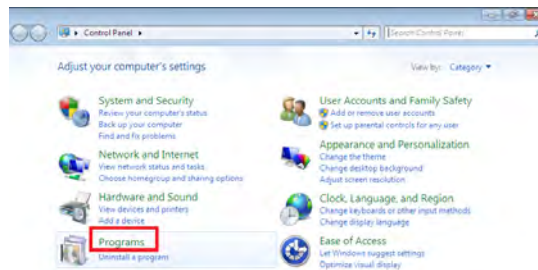 Control Panel
Search Control Panel
Adjust your computer's settings
View by: Category
System and Security
Review your computer's status
Back up your computer
Find and fix problems
Network and Internet
View network status and tasks
Choose homegroup and sharing options
Hardware and Sound
View devices and printers
Add a device
Programs
Uninstall a program
User Accounts and Family Safety
Add or remove user accounts
Set up parental controls for any user
Appearance and Personalization
Change the theme
Change desktop background
Adjust screen resolution
Clock, Language, and Region
Change keyboards or other input methods
Change display language
Ease of Access
Let Windows suggest settings
Optimize visual display